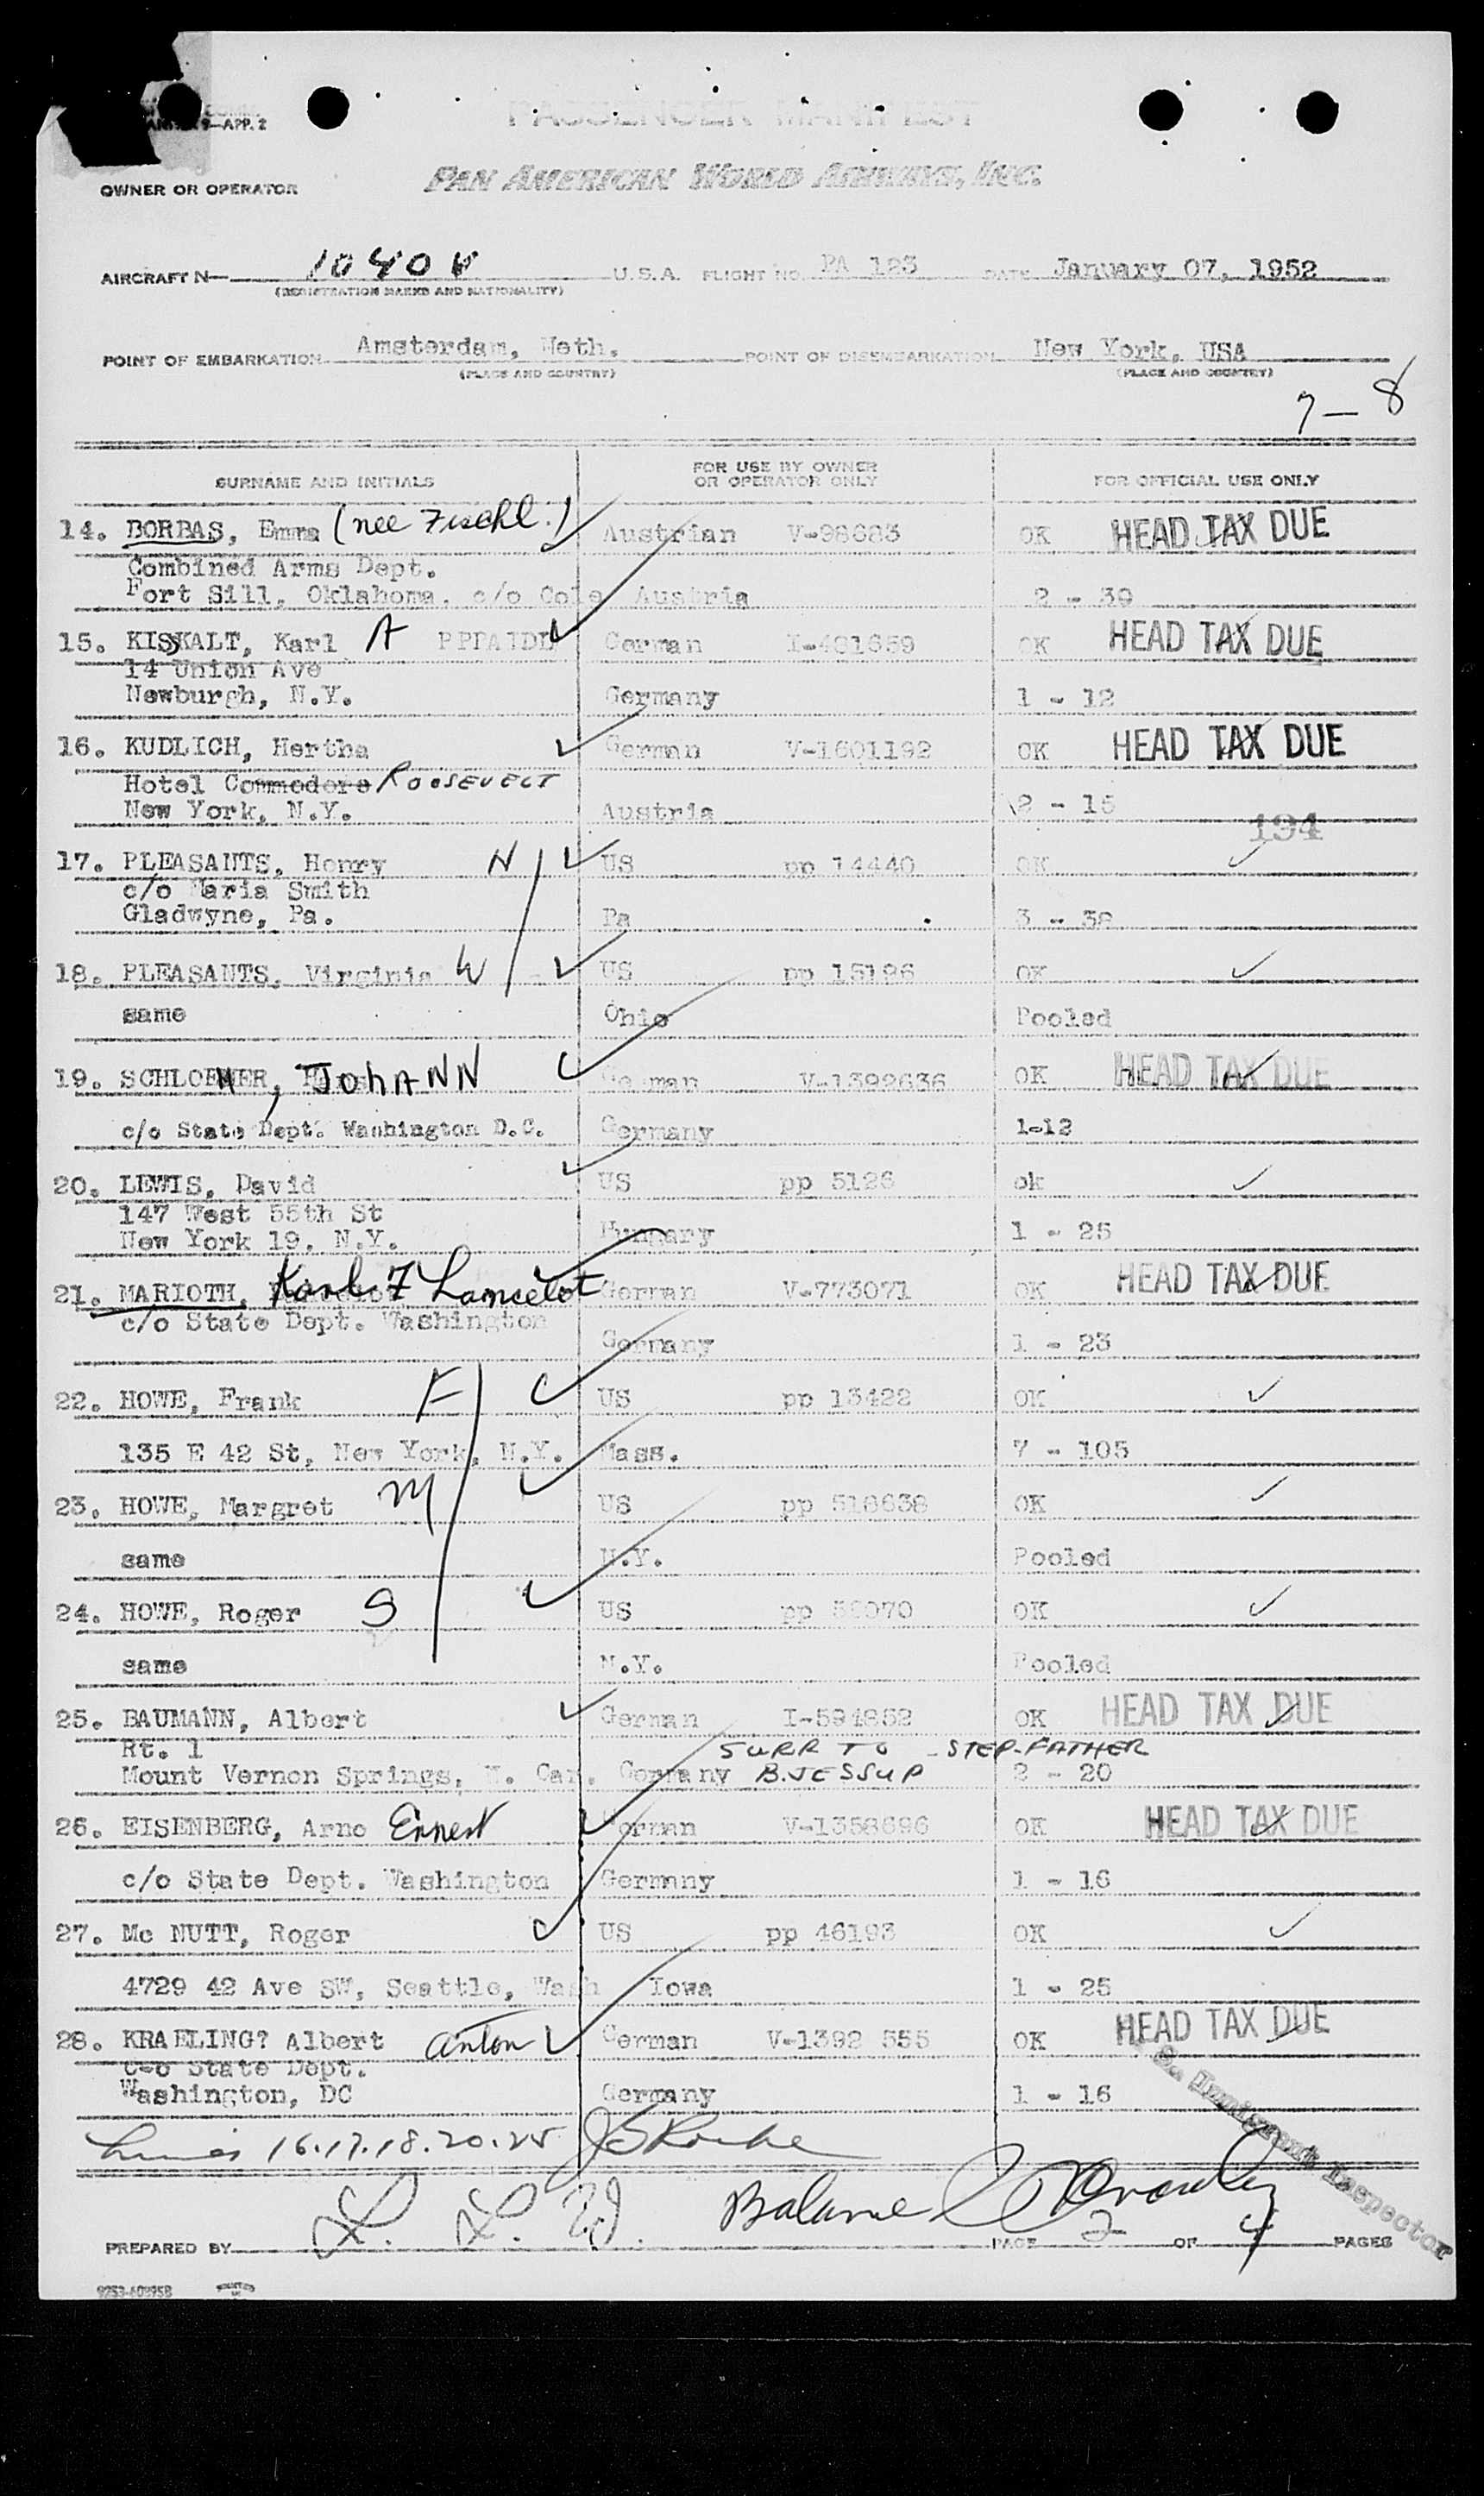 9—APP. 2
PASSENGER MANIFEST
OWNER OR OPERATOR PAN AMERICAN WORLD AIRWAYS, INC.
AIRCRAFT N— 1040V U.S.A. FLIGHT NO. PA 123 DATE January 07, 1952
(REGISTRATION MARKS AND NATIONALITY)
POINT OF EMBARKATION Amsterdam, Neth. POINT OF DISEMBARKATION New York, USA
(PLACE AND COUNTRY) (PLACE AND COUNTRY)
7 — 8
SURNAME AND INITIALS FOR USE BY OWNER OR OPERATOR ONLY FOR OFFICIAL USE ONLY
14. BORBAS, Emma (nee Fischl.) Austrian V-98683 OK HEAD TAX DUE
Combined Arms Dept.
Fort Sill, Oklahoma. c/o Cole Austria 2 - 39
15. KISSKALT, Karl A German I-481659 OK HEAD TAX DUE
14 Union Ave
Newburgh, N.Y. Germany 1 - 12
16. KUDLICH, Hertha German V-1601192 OK HEAD TAX DUE
Hotel Commodore ROOSEVELT
New York, N.Y. Austria 2 - 15
194
17. PLEASANTS, Henry H US pp 14440 OK
c/o Maria Smith
Gladwyne, Pa. Pa 3 - 38
18. PLEASANTS, Virginia W US pp 15196 OK
same Ohio Pooled
19. SCHLOEMER, JohANN German V-1392636 OK HEAD TAX DUE
c/o State Dept. Washington D.C. Germany 1-12
20. LEWIS, David US pp 5126 ok
147 West 55th St
New York 19, N.Y. Hungary 1 - 25
21. MARIOTH, Karl F Lancelot German V-773071 OK HEAD TAX DUE
c/o State Dept. Washington
Germany 1 - 23
22. HOWE, Frank F US pp 13422 OK
135 E 42 St, New York, N.Y. Mass. 7 - 105
23. HOWE, Margret M US pp 518638 OK
same N.Y. Pooled
24. HOWE, Roger S US pp OK
same N.Y. Pooled
25. BAUMANN, Albert German I-594852 OK HEAD TAX DUE
Rt. 1 SURR TO STEP-FATHER
Mount Vernon Springs, N. Car. Germany B. JESSUP 2 - 20
26. EISENBERG, Arno Ernest German V-1358696 OK HEAD TAX DUE
c/o State Dept. Washington Germany 1 - 16
27. Mc NUTT, Roger US pp 46193 OK
4729 42 Ave SW, Seattle, Wash Iowa 1 - 25
28. KRAELING? Albert Anton German V-1392 555 OK HEAD TAX DUE
c-o State Dept.
Washington, DC Germany 1 - 16
16.17.18.20.25
Balance
S. Immigrant Inspector
PREPARED BY PAGE 2 OF 4 PAGES